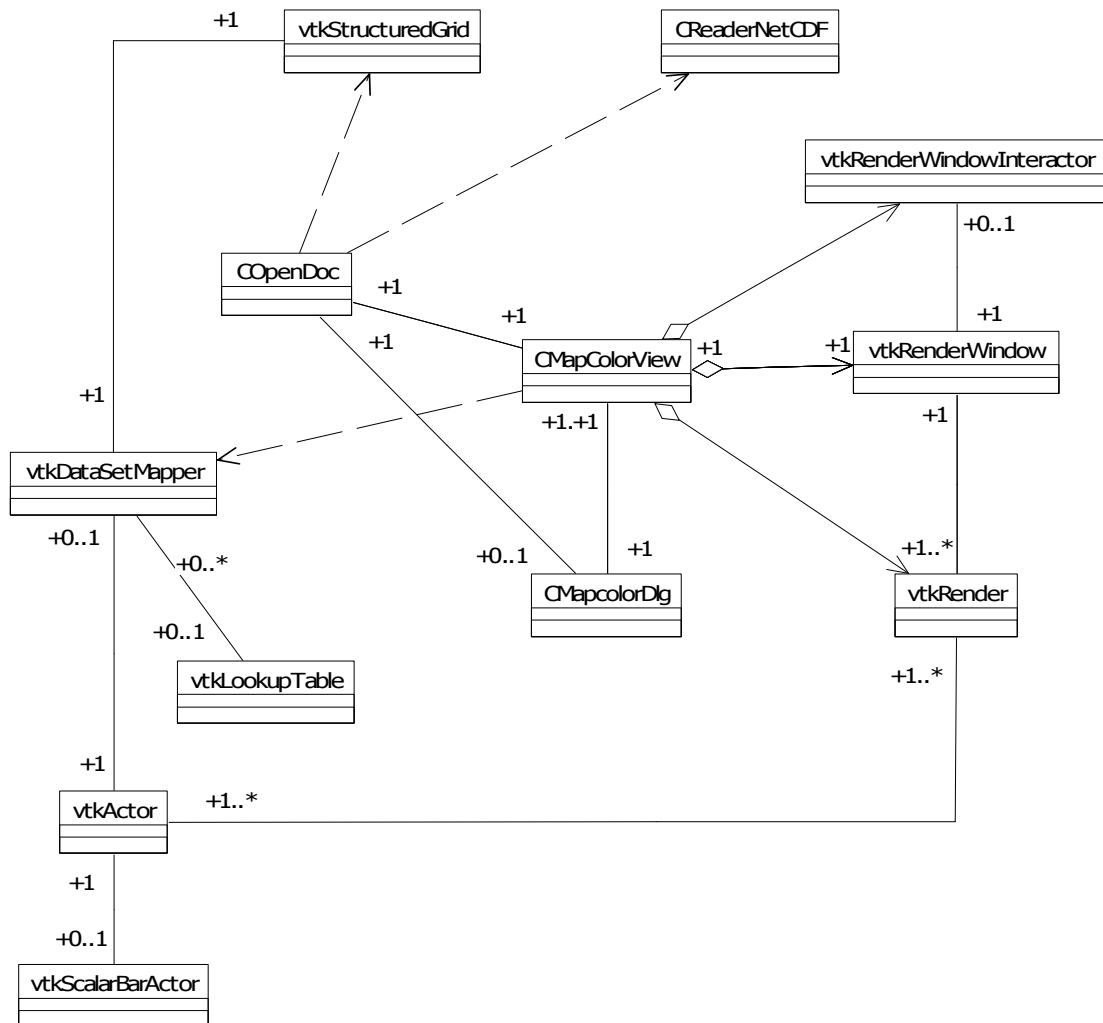 +1
vtkStructuredGrid
CReaderNetCDF
vtkRenderWindowInteractor
+0..1
COpenDoc
+1
+1
+1
+1
CMapColorView
+1
+1
vtkRenderWindow
+1
+1
+1..+1
+1
vtkDataSetMapper
+0..1
+0..*
+0..1
+1
+1..*
CMapcolorDlg
vtkRender
+0..1
vtkLookupTable
+1..*
+1
vtkActor
+1..*
+1
+0..1
vtkScalarBarActor